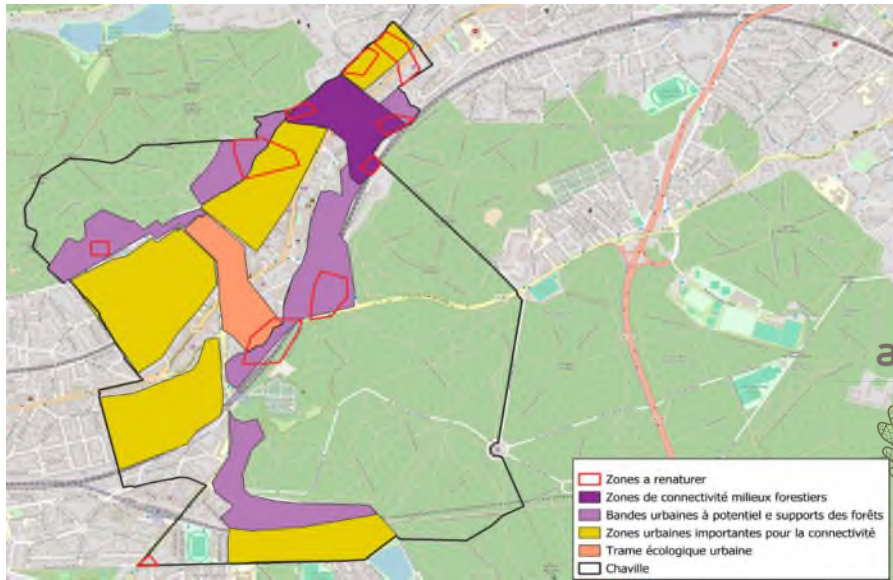 a
Zones a renaturer
Zones de connectivité milieux forestiers
Bandes urbaines à potentiel e supports des forêts
Zones urbaines importantes pour la connectivité
Trame écologique urbaine
Chaville